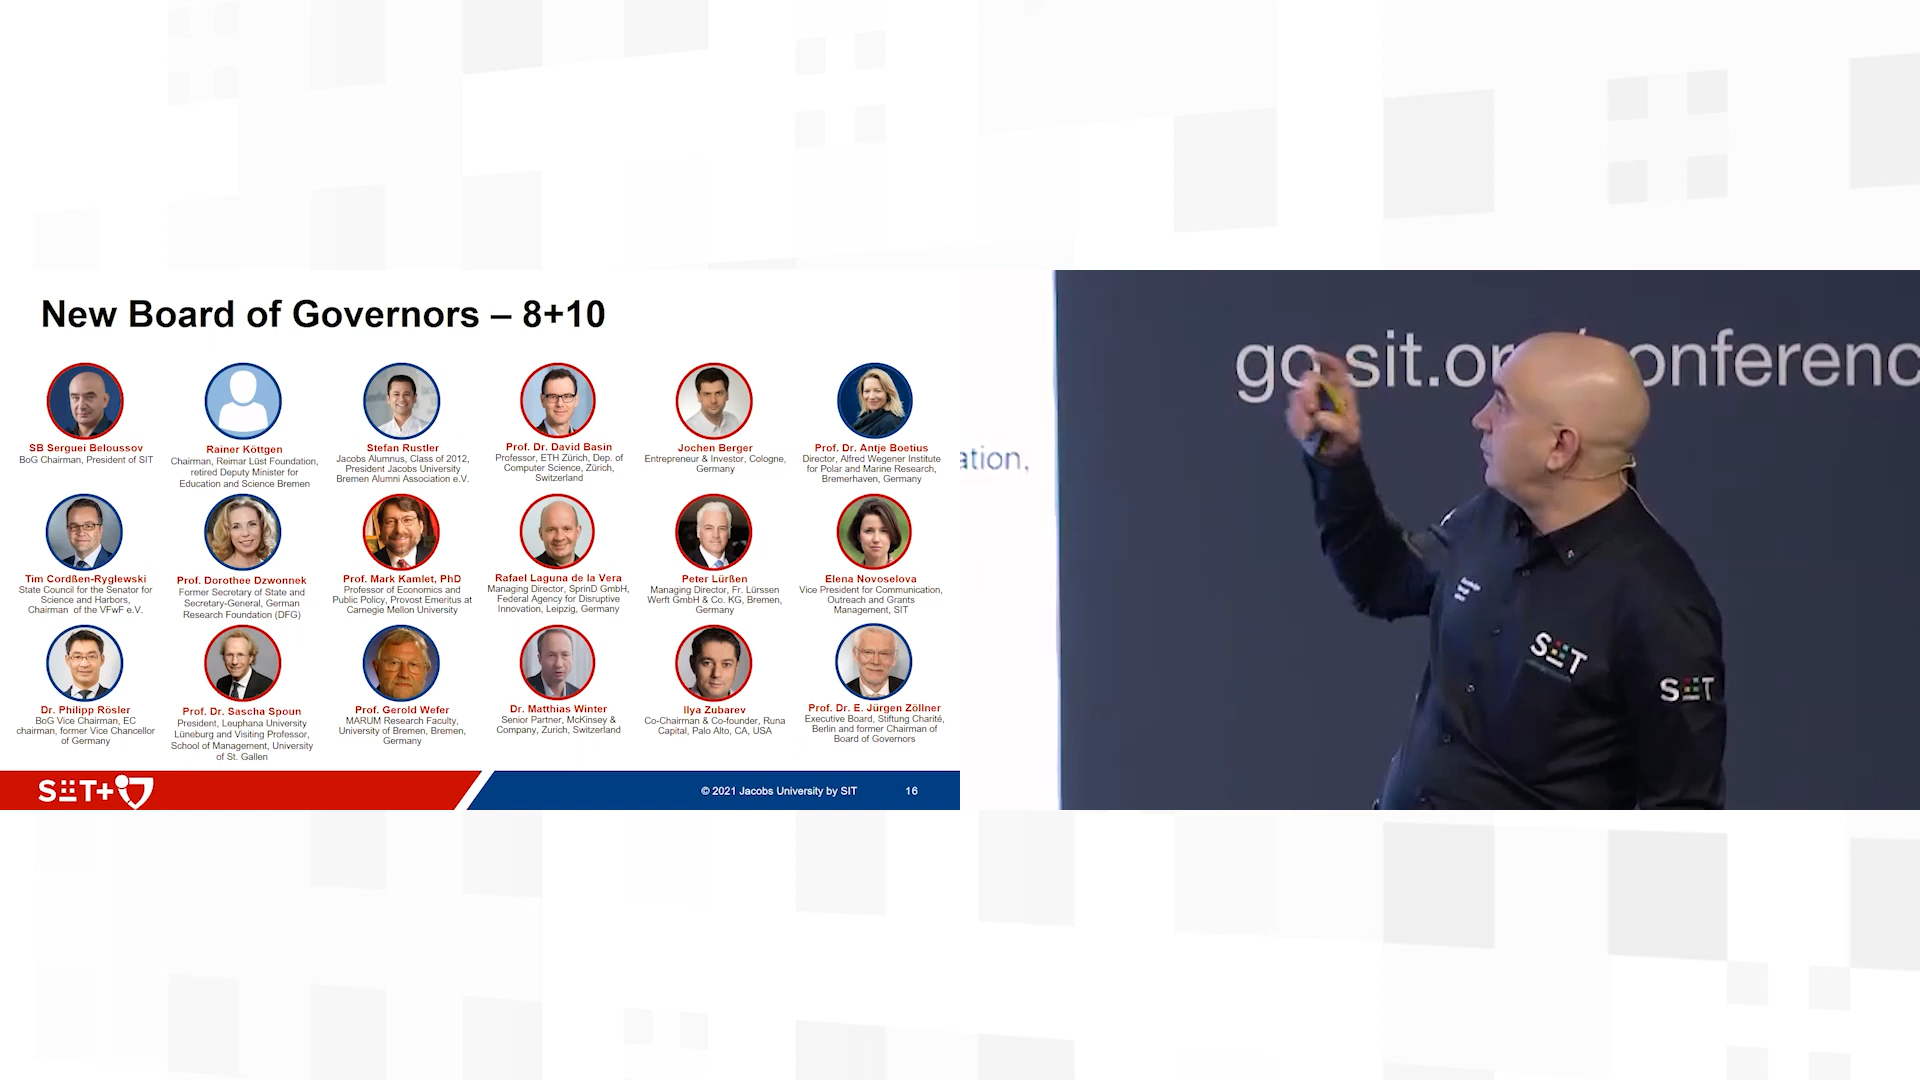 New Board of Governors – 8+10
SB Serguei Beloussov
BoG Chairman, President of SIT
Rainer Köttgen
Chairman, Reimar Lüst Foundation,
retired Deputy Minister for
Education and Science Bremen
Stefan Rustler
Jacobs Alumnus, Class of 2012,
President Jacobs University
Bremen Alumni Association e.V.
Prof. Dr. David Basin
Professor, ETH Zürich, Dep. of
Computer Science, Zürich,
Switzerland
Jochen Berger
Entrepreneur & Investor, Cologne,
Germany
Prof. Dr. Antje Boetius
Director, Alfred Wegener Institute
for Polar and Marine Research,
Bremerhaven, Germany
Tim Cordßen-Ryglewski
State Council for the Senator for
Science and Harbors,
Chairman of the VFwF e.V.
Prof. Dorothee Dzwonnek
Former Secretary of State and
Secretary-General, German
Research Foundation (DFG)
Prof. Mark Kamlet, PhD
Professor of Economics and
Public Policy, Provost Emeritus at
Carnegie Mellon University
Rafael Laguna de la Vera
Managing Director, SprinD GmbH,
Federal Agency for Disruptive
Innovation, Leipzig, Germany
Peter Lürßen
Managing Director, Fr. Lürssen
Werft GmbH & Co. KG, Bremen,
Germany
Elena Novoselova
Vice President for Communication,
Outreach and Grants
Management, SIT
Dr. Philipp Rösler
BoG Vice Chairman, EC
chairman, former Vice Chancellor
of Germany
Prof. Dr. Sascha Spoun
President, Leuphana University
Lüneburg and Visiting Professor,
School of Management, University
of St. Gallen
Prof. Gerold Wefer
MARUM Research Faculty,
University of Bremen, Bremen,
Germany
Dr. Matthias Winter
Senior Partner, McKinsey &
Company, Zurich, Switzerland
Ilya Zubarev
Co-Chairman & Co-founder, Runa
Capital, Palo Alto, CA, USA
Prof. Dr. E. Jürgen Zöllner
Executive Board, Stiftung Charité,
Berlin and former Chairman of
Board of Governors
SIT+
© 2021 Jacobs University by SIT 16
ation,
go.sit.or onferenc
SIT
SIT